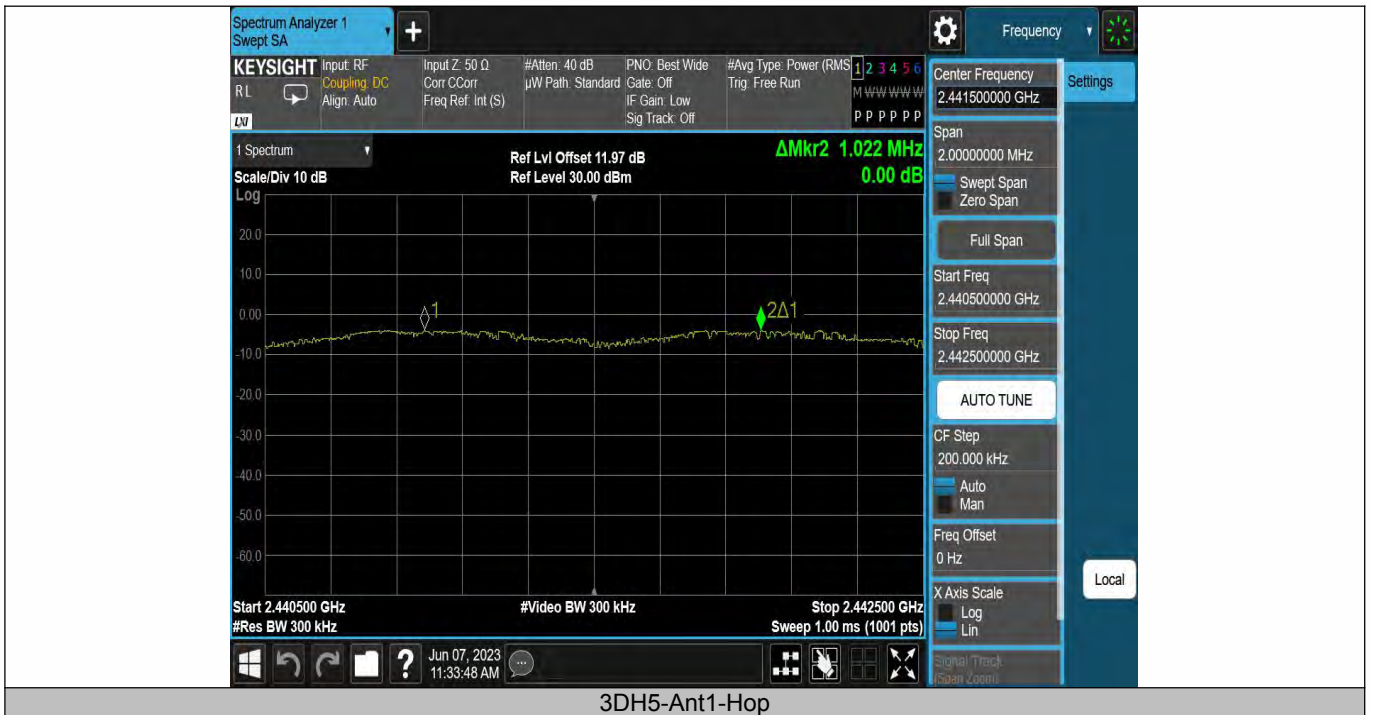 Spectrum Analyzer 1
Swept SA
+
Frequency
KEYSIGHT
RL
LXI
Input: RF
Coupling: DC
Align: Auto
Input Z: 50 Ω
Corr CCorr
Freq Ref: Int (S)
#Atten: 40 dB
µW Path: Standard
PNO: Best Wide
Gate: Off
IF Gain: Low
Sig Track: Off
#Avg Type: Power (RMS
Trig: Free Run
1 2 3 4 5 6
M W W W W W
P P P P P P
Center Frequency
2.441500000 GHz
Settings
1 Spectrum
Scale/Div 10 dB
Ref Lvl Offset 11.97 dB
Ref Level 30.00 dBm
ΔMkr2 1.022 MHz
0.00 dB
Span
2.00000000 MHz
Swept Span
Zero Span
Full Span
Start Freq
2.440500000 GHz
Stop Freq
2.442500000 GHz
AUTO TUNE
CF Step
200.000 kHz
Auto
Man
Freq Offset
0 Hz
X Axis Scale
Log
Lin
Signal Track
(Span Zoom)
Local
Log
20.0
10.0
0.00
-10.0
-20.0
-30.0
-40.0
-50.0
-60.0
1
2Δ1
Start 2.440500 GHz
#Res BW 300 kHz
#Video BW 300 kHz
Stop 2.442500 GHz
Sweep 1.00 ms (1001 pts)
?
Jun 07, 2023
11:33:48 AM
3DH5-Ant1-Hop